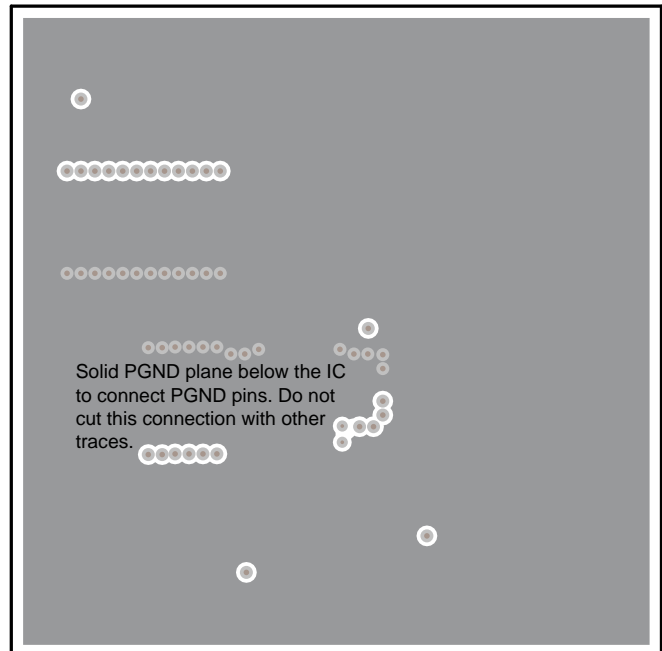 Solid PGND plane below the IC
to connect PGND pins. Do not
cut this connection with other
traces.